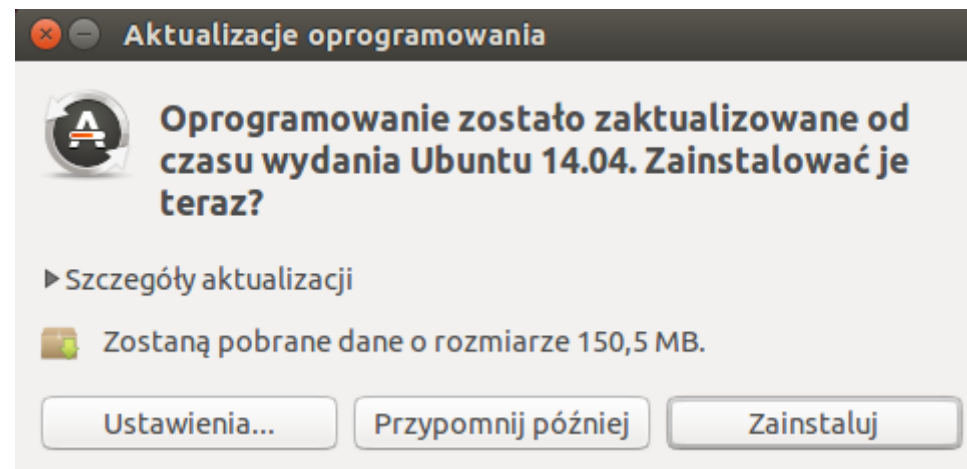 Aktualizacje oprogramowania
Oprogramowanie zostało zaktualizowane od
czasu wydania Ubuntu 14.04. Zainstalować je
teraz?
Szczegóły aktualizacji
Zostaną pobrane dane o rozmiarze 150,5 MB.
Ustawienia... Przypomnij później Zainstaluj